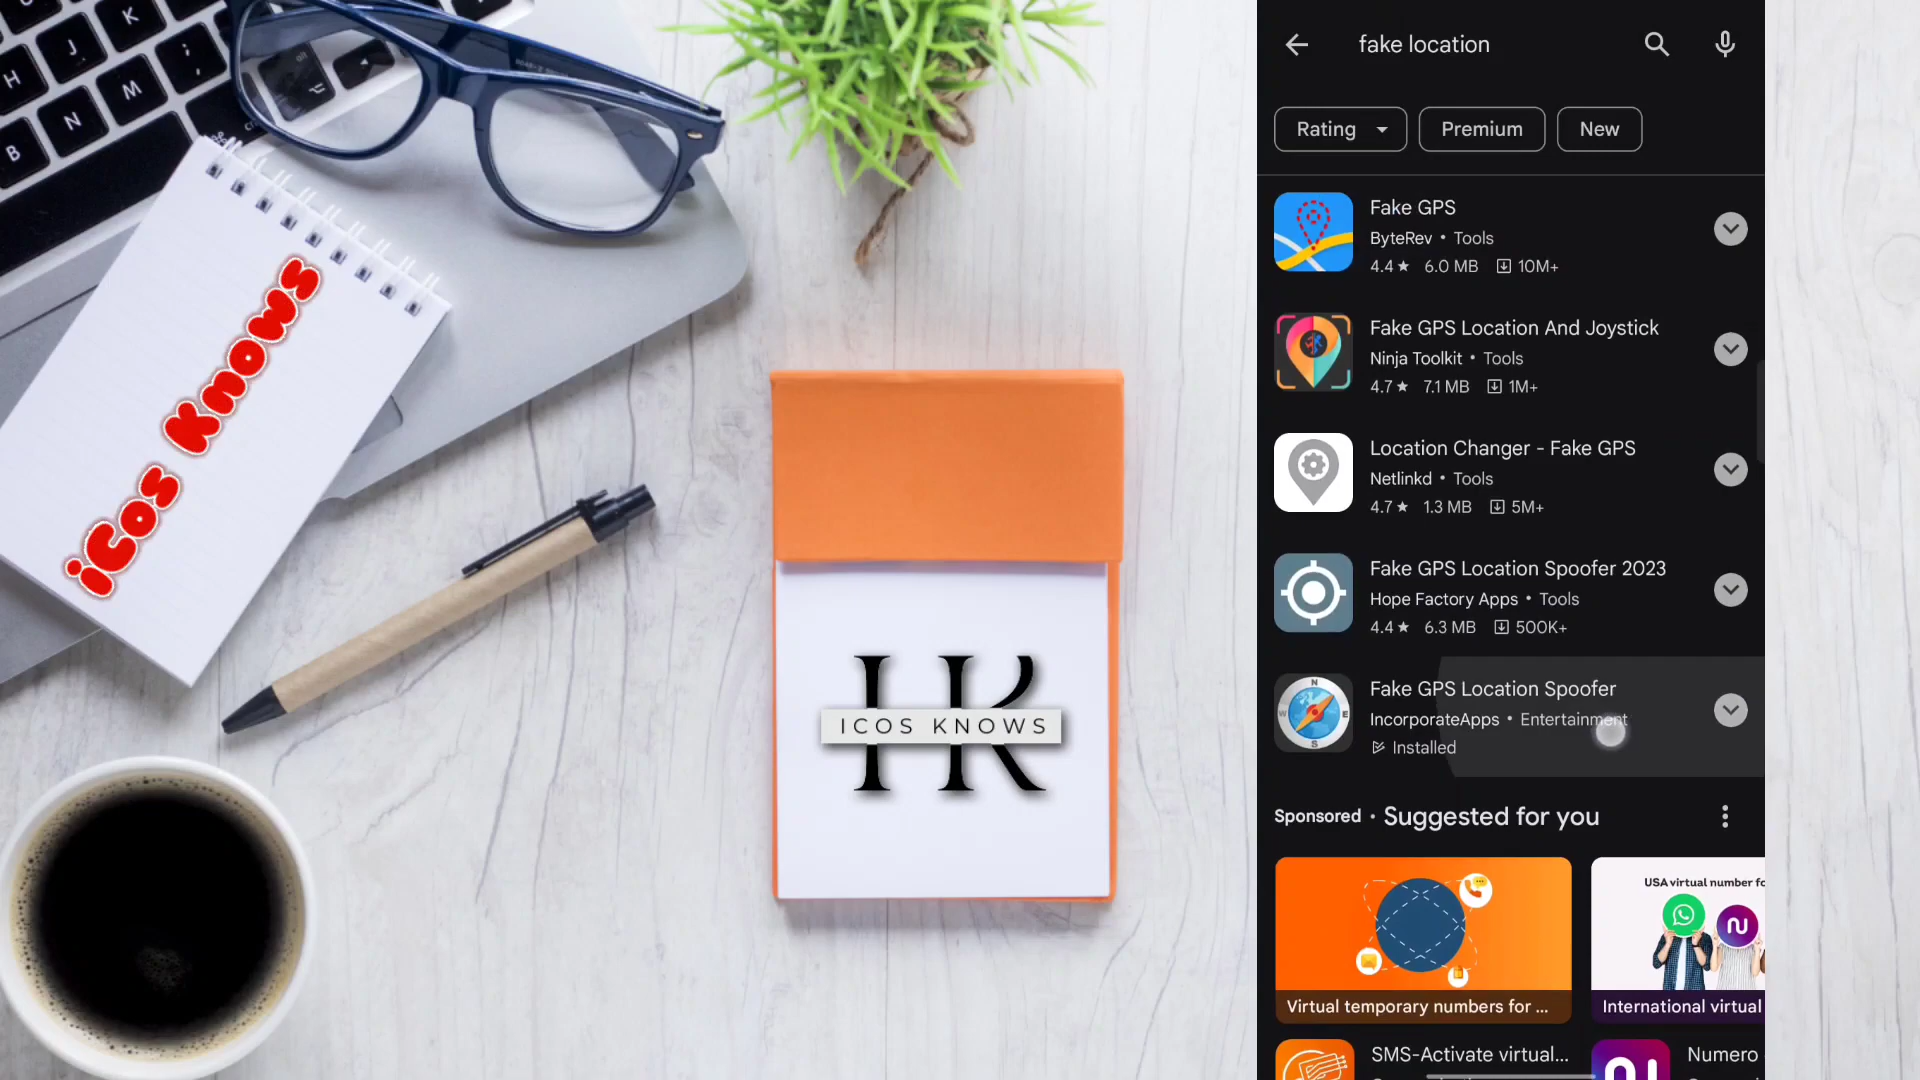 H
J
K
;
B
N
M
iCos Knows
ICOS KNOWS
fake location
Rating
Premium
New
Fake GPS
ByteRev • Tools
4.4★ 6.0 MB 10M+
Fake GPS Location And Joystick
Ninja Toolkit • Tools
4.7★ 7.1 MB 1M+
Location Changer - Fake GPS
Netlinkd • Tools
4.7★ 1.3 MB 5M+
Fake GPS Location Spoofer 2023
Hope Factory Apps • Tools
4.4★ 6.3 MB 500K+
N
W E
S
Fake GPS Location Spoofer
IncorporateApps • Entertainment
Installed
Sponsored • Suggested for you
USA virtual number fo
Virtual temporary numbers for ...
International virtual
SMS-Activate virtual...
Numero